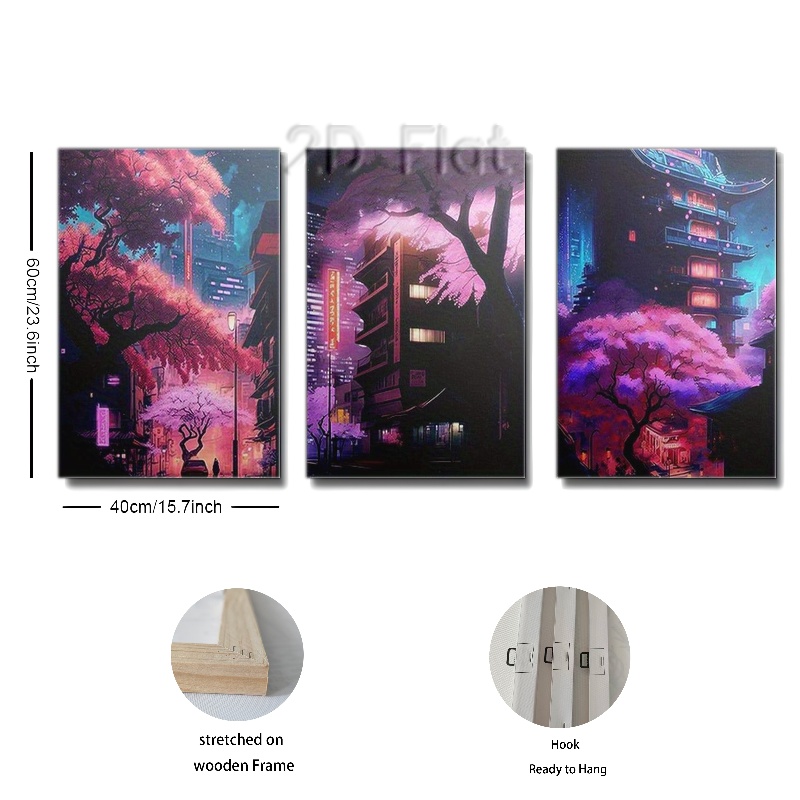 2D Flat
60cm/23.6inch
40cm/15.7inch
stretched on
wooden Frame
Hook
Ready to Hang